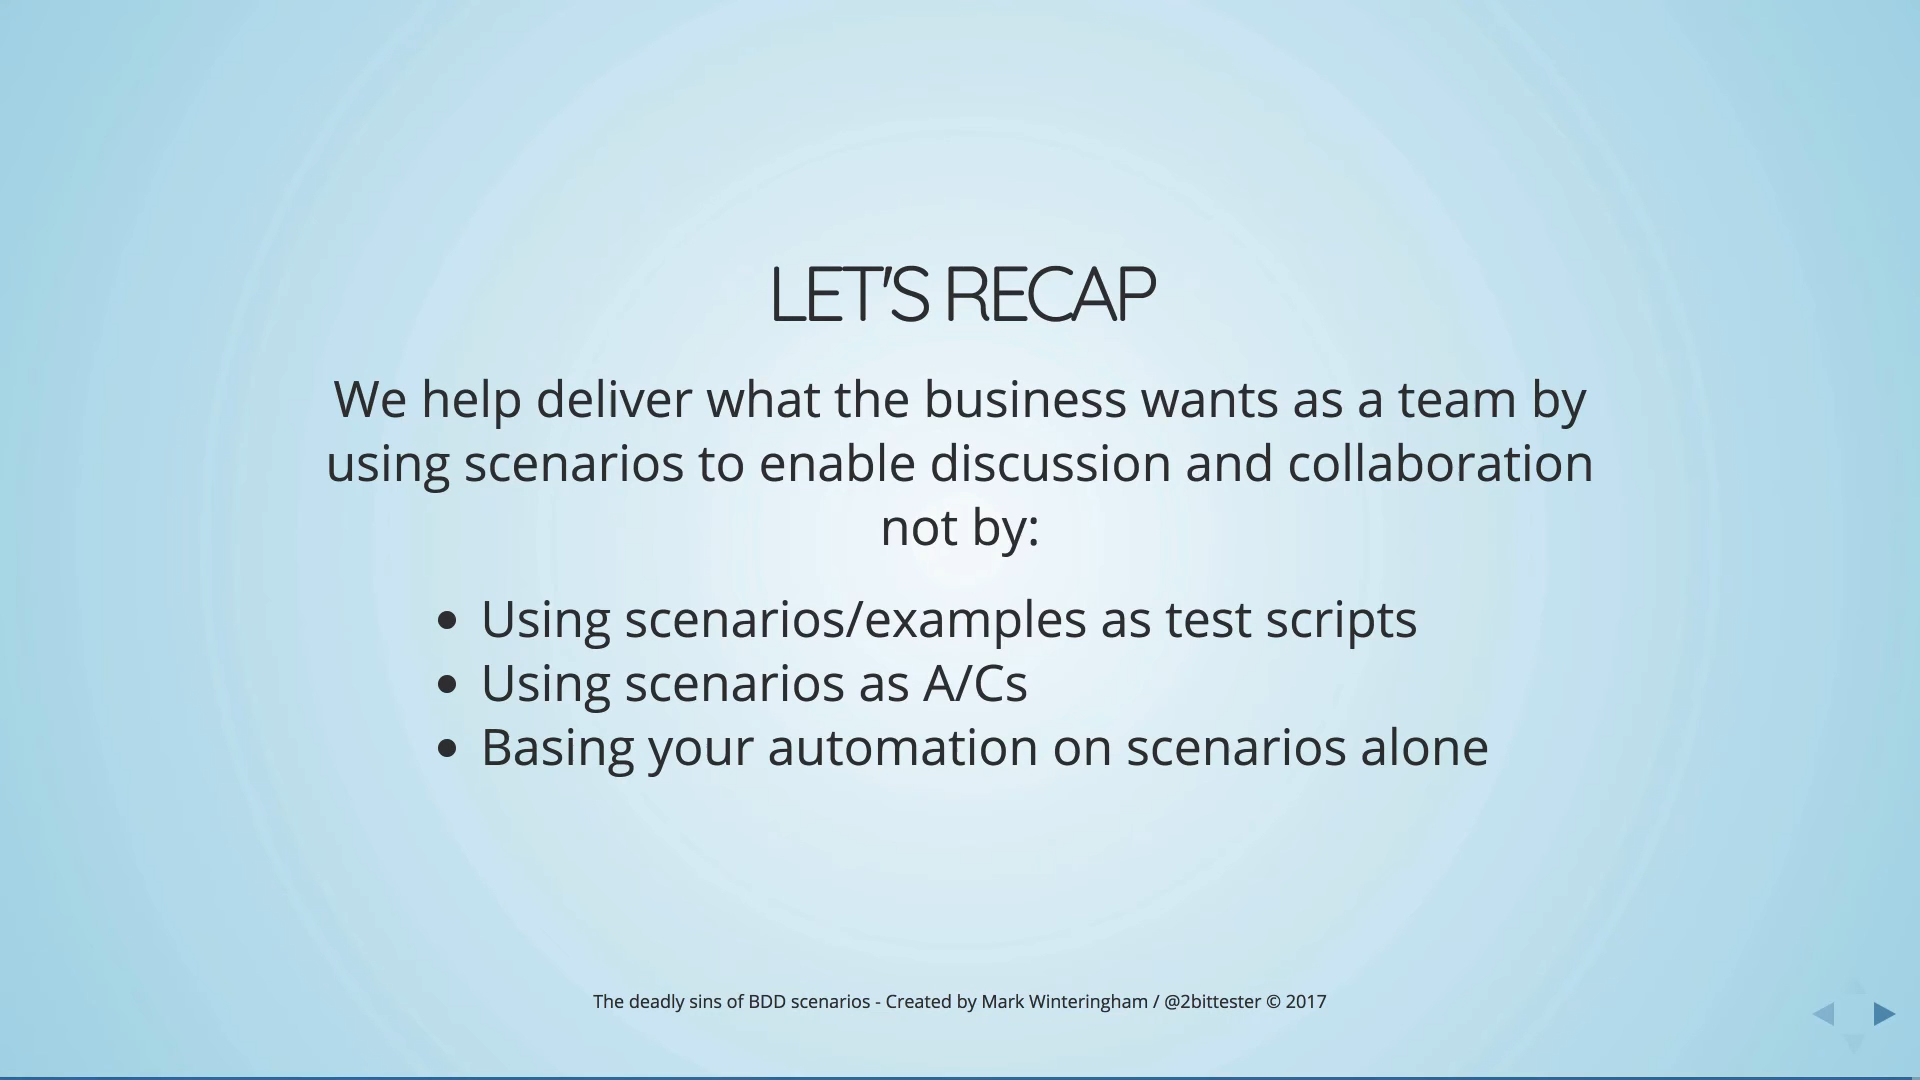 LET'S RECAP
We help deliver what the business wants as a team by
using scenarios to enable discussion and collaboration
not by:
• Using scenarios/examples as test scripts
• Using scenarios as A/Cs
• Basing your automation on scenarios alone
The deadly sins of BDD scenarios - Created by Mark Winteringham / @2bittester © 2017